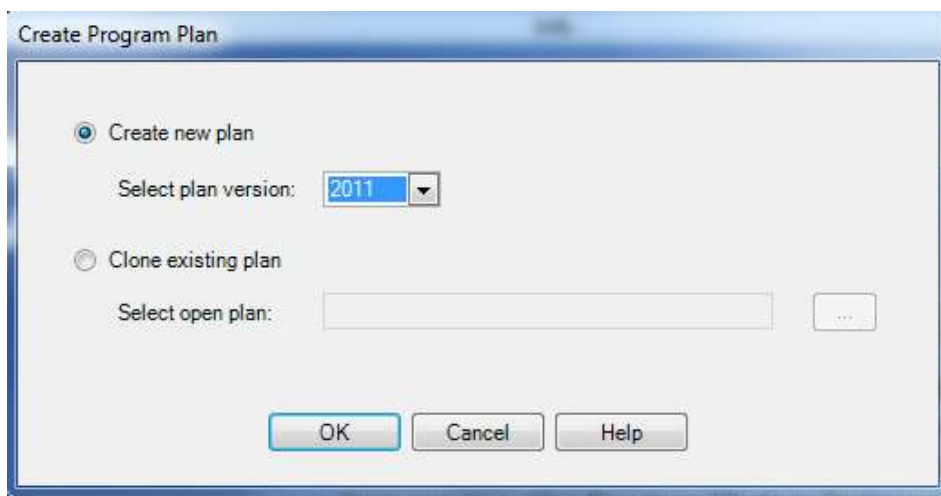 Create Program Plan
Create new plan
Select plan version: 2011
Clone existing plan
Select open plan:
...
OK Cancel Help